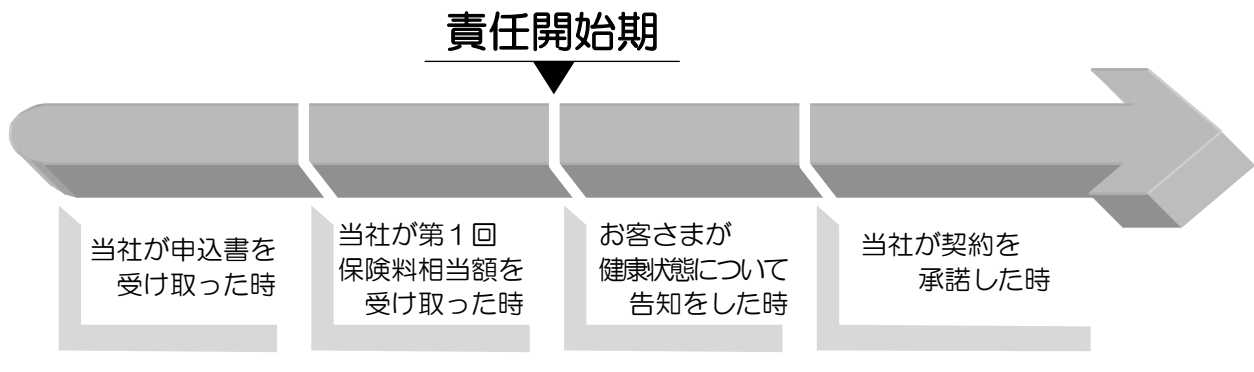 責任開始期
当社が申込書を
受け取った時
当社が第１回
保険料相当額を
受け取った時
お客さまが
健康状態について
告知をした時
当社が契約を
承諾した時